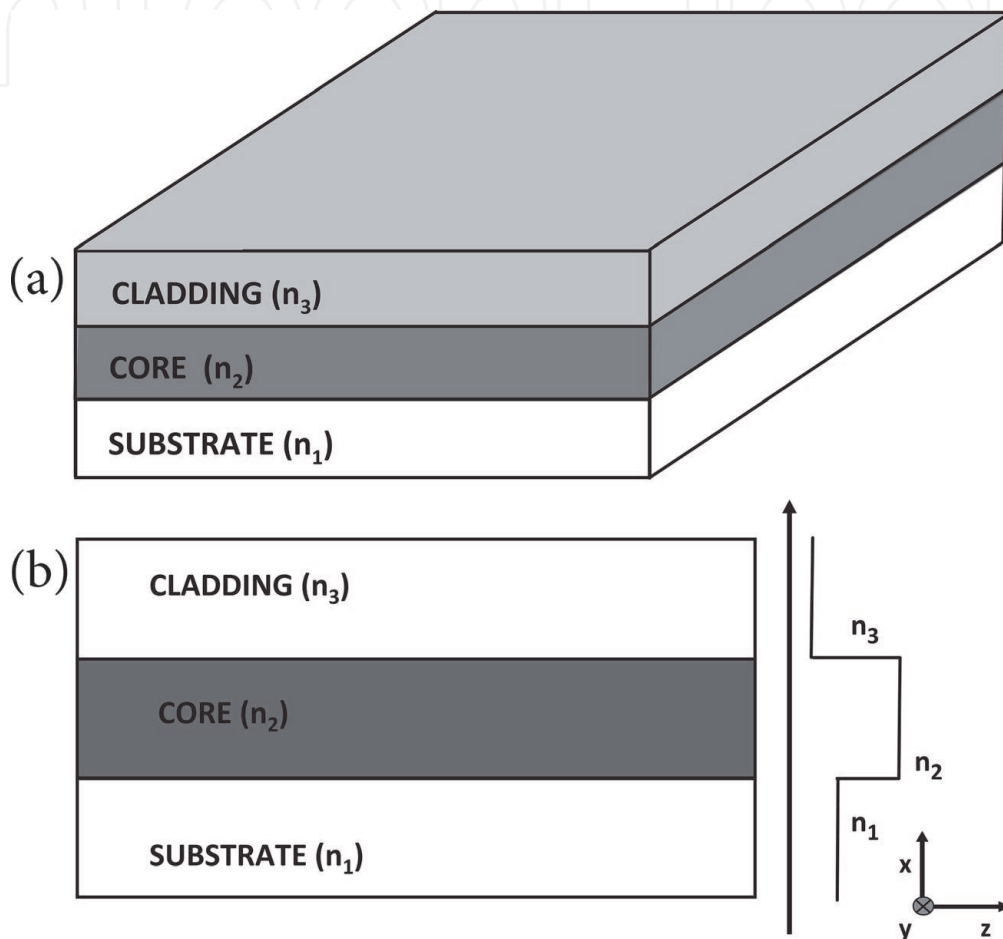 (a)
CLADDING (n₃)
CORE (n₂)
SUBSTRATE (n₁)
(b)
CLADDING (n₃)
CORE (n₂)
SUBSTRATE (n₁)
n₃
n₂
n₁
x
y z